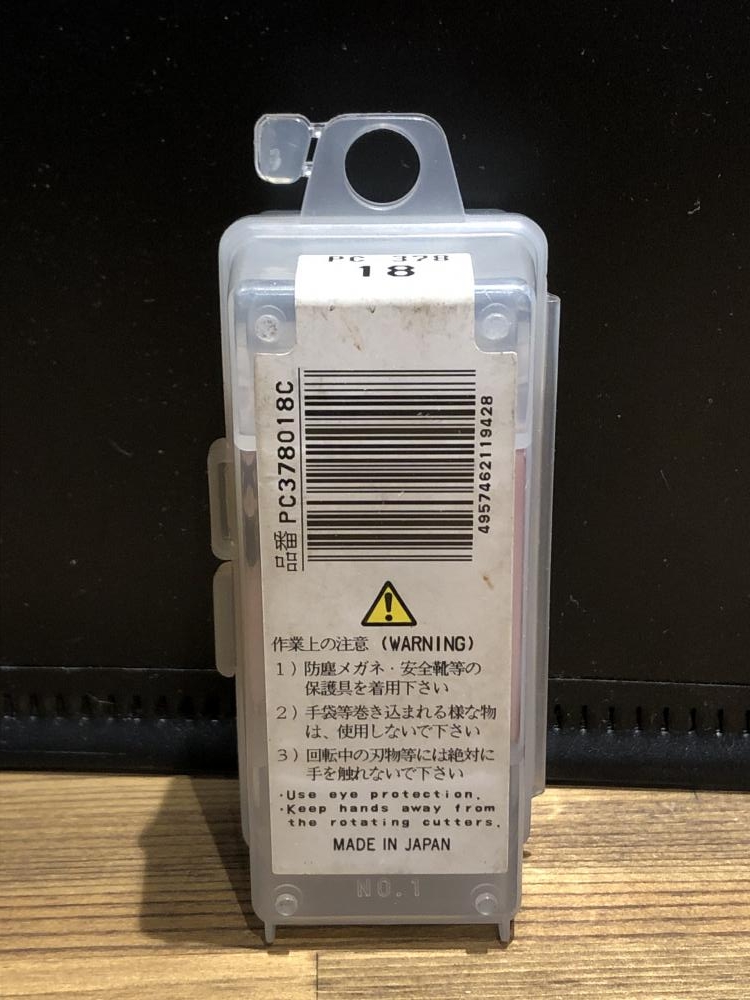 PC 378
18
品番 PC378018C
4957462119428
作業上の注意 (WARNING)
1) 防塵メガネ・安全靴等の
保護具を着用下さい
2) 手袋等巻き込まれる様な物
は、使用しないで下さい
3) 回転中の刃物等には絶対に
手を触れないで下さい
・Use eye protection.
・Keep hands away from
the rotating cutters.
MADE IN JAPAN
NO.1